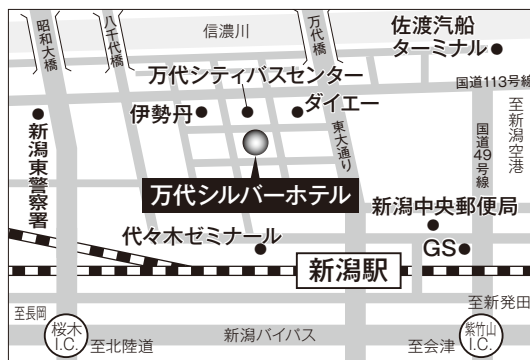 昭和大橋
八千代橋
信濃川
万代橋
佐渡汽船
ターミナル
国道113号線
万代シティバスセンター
伊勢丹
ダイエー
東大通り
国道49号線
至新潟空港
新潟東警察署
万代シルバーホテル
新潟中央郵便局
代々木ゼミナール
GS
新潟駅
至長岡
至新発田
桜木
I.C.
至北陸道
新潟バイパス
至会津
紫竹山
I.C.